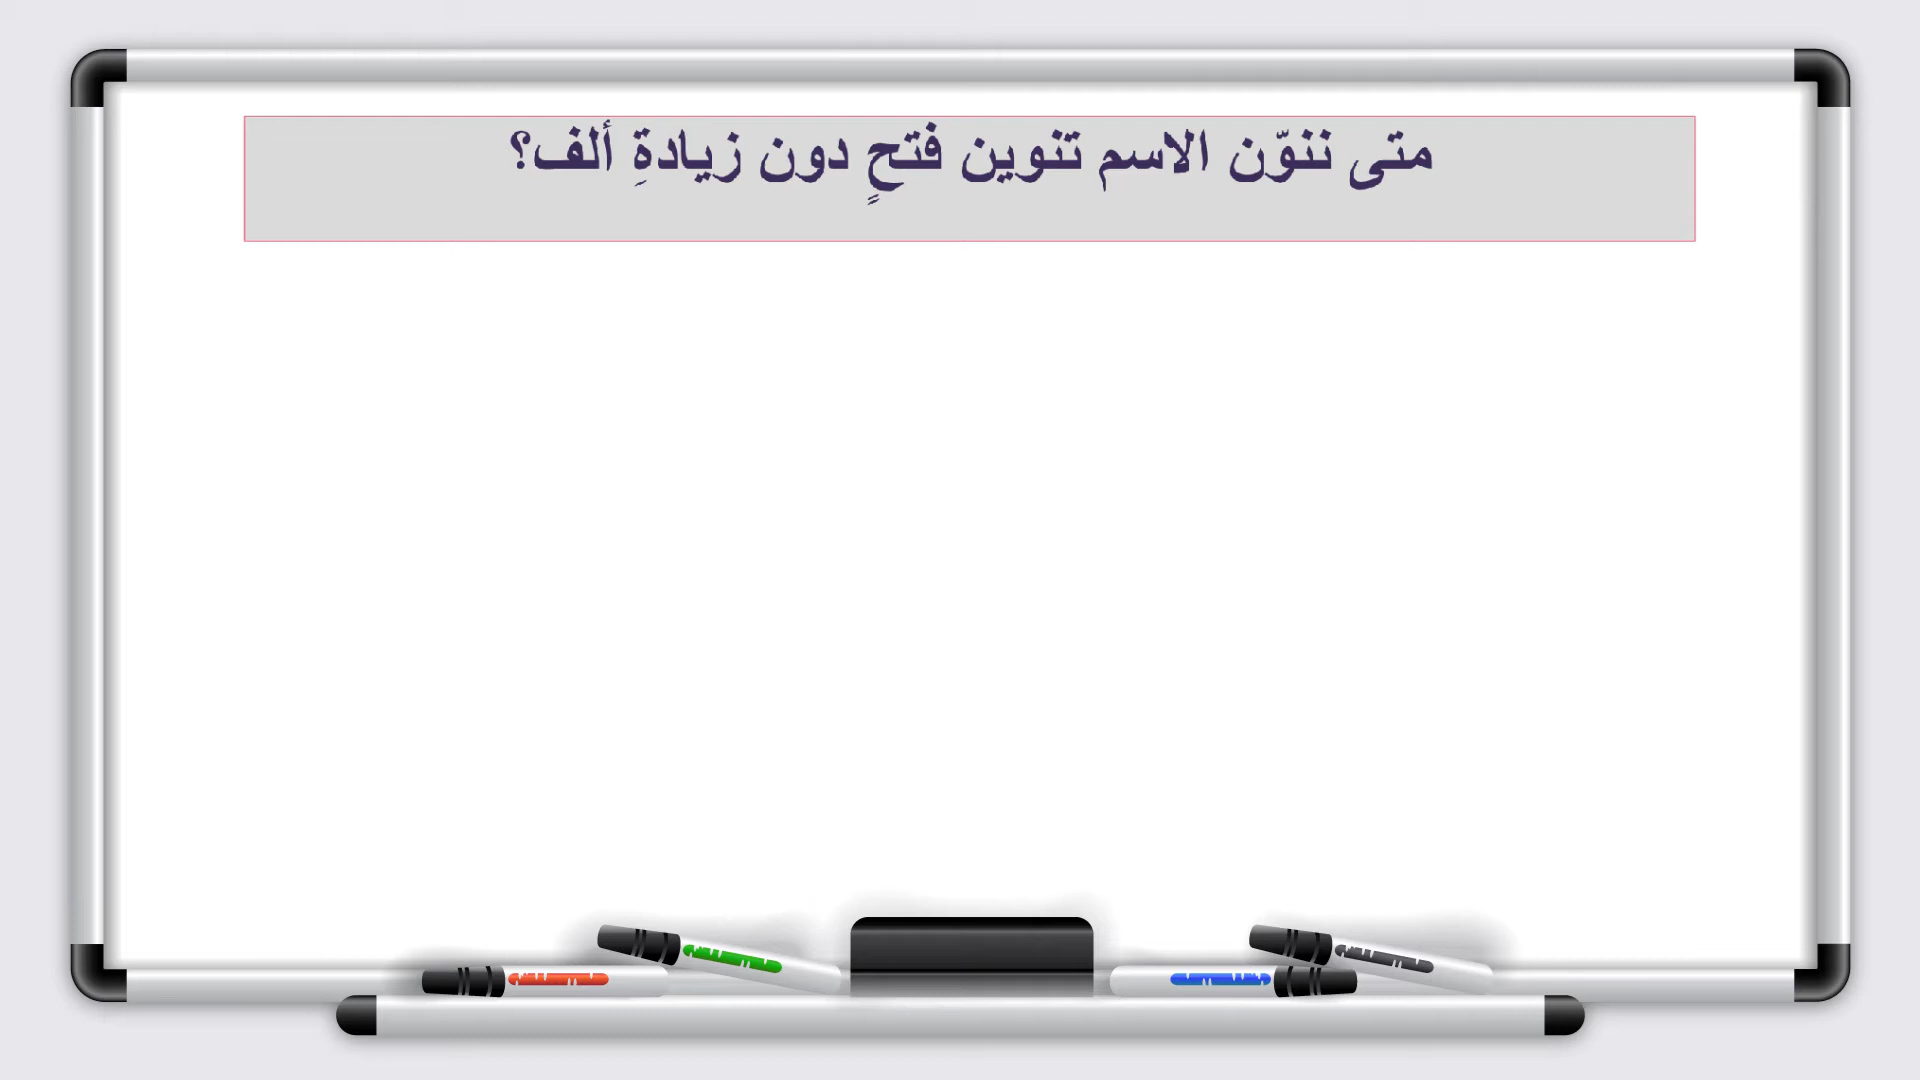 متى ننوّن الاسم تنوين فتحٍ دون زيادةِ ألف؟